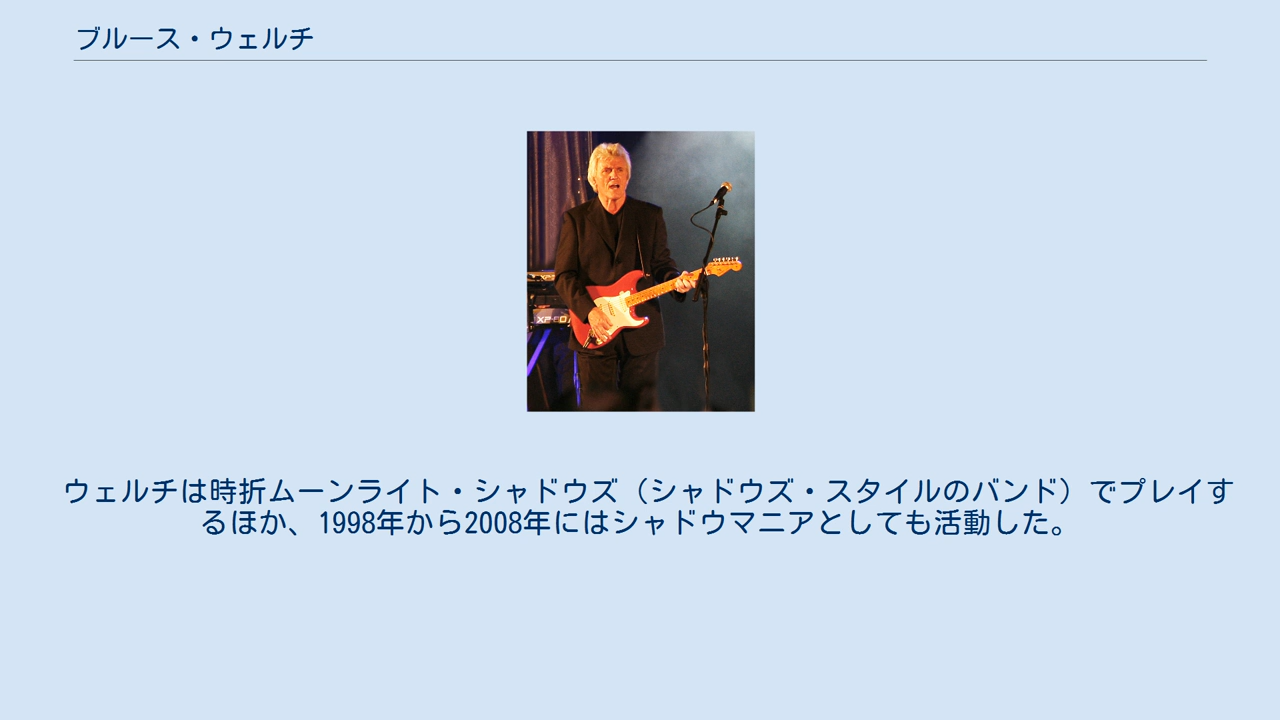 ブルース・ウェルチ
XP-80
ウェルチは時折ムーンライト・シャドウズ（シャドウズ・スタイルのバンド）でプレイす
るほか、1998年から2008年にはシャドウマニアとしても活動した。